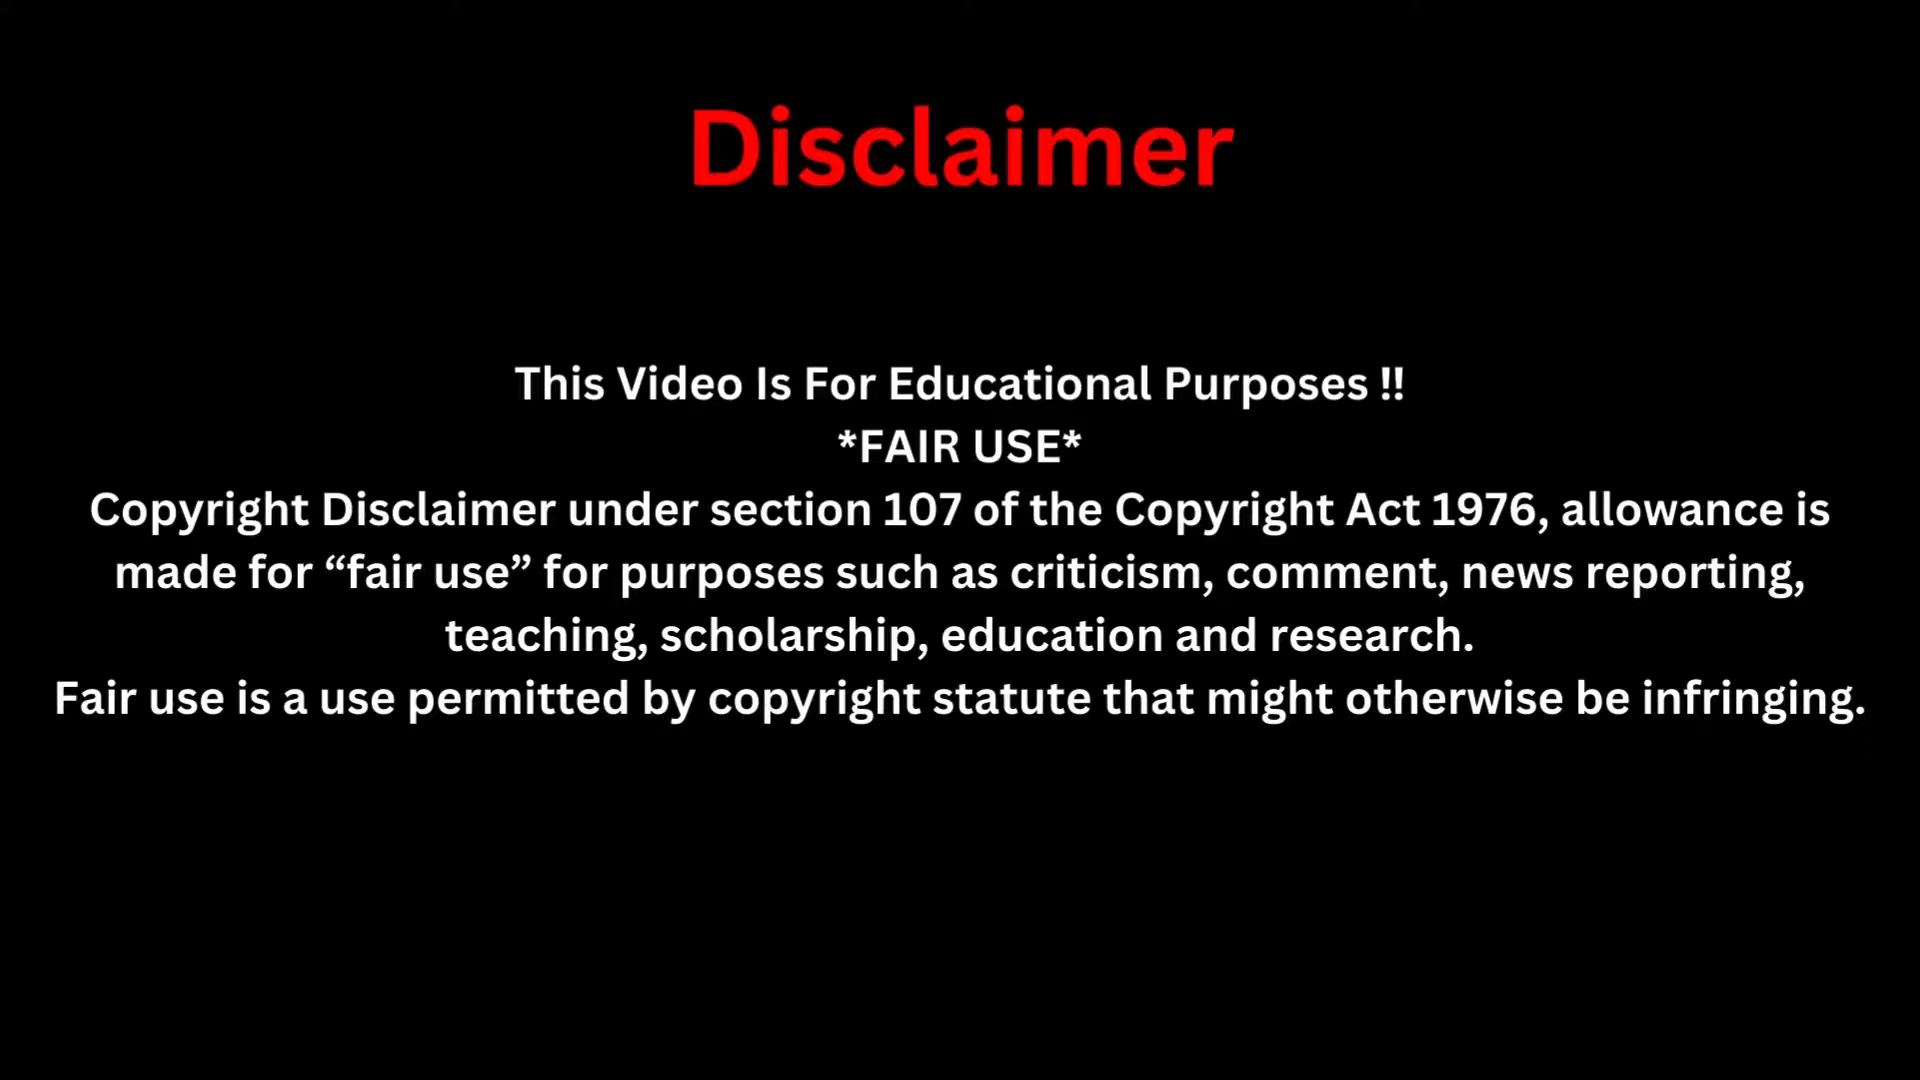 Disclaimer
This Video Is For Educational Purposes !!
*FAIR USE*
Copyright Disclaimer under section 107 of the Copyright Act 1976, allowance is
made for “fair use” for purposes such as criticism, comment, news reporting,
teaching, scholarship, education and research.
Fair use is a use permitted by copyright statute that might otherwise be infringing.